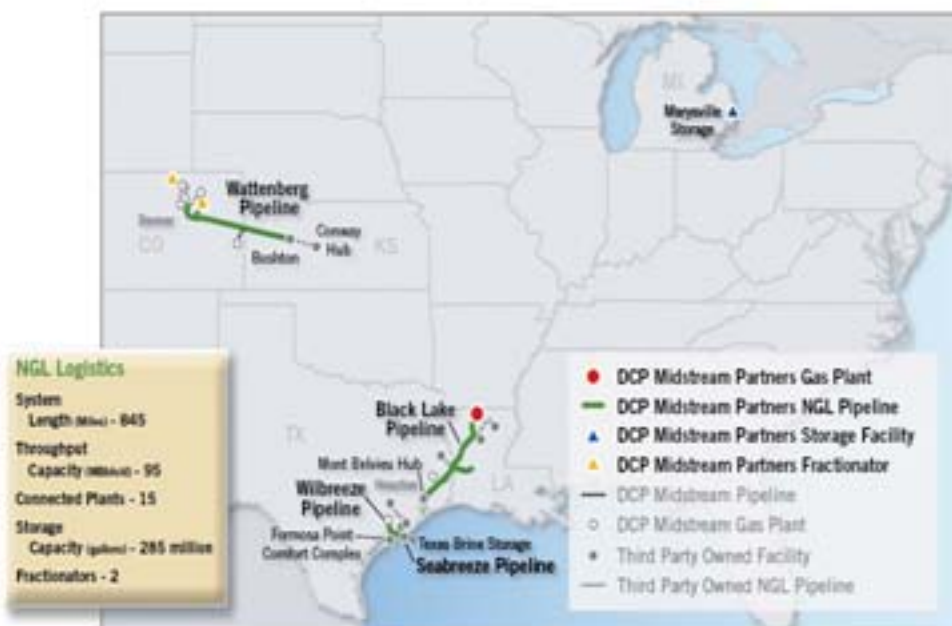 MI
Marysville
Storage
Wattenberg
Pipeline
Denver
CO
Bushton
Conway
Hub
KS
NGL Logistics
System
Length (Miles) - 845
Throughput
Capacity (MBbls/d) - 95
Connected Plants - 15
Storage
Capacity (gallons) - 285 million
Fractionators - 2
TX
Black Lake
Pipeline
Mont Belvieu Hub
Houston
LA
Wilbreeze
Pipeline
Formosa Point
Comfort Complex
Texas Brine Storage
Seabreeze Pipeline
DCP Midstream Partners Gas Plant
DCP Midstream Partners NGL Pipeline
DCP Midstream Partners Storage Facility
DCP Midstream Partners Fractionator
DCP Midstream Pipeline
DCP Midstream Gas Plant
Third Party Owned Facility
Third Party Owned NGL Pipeline